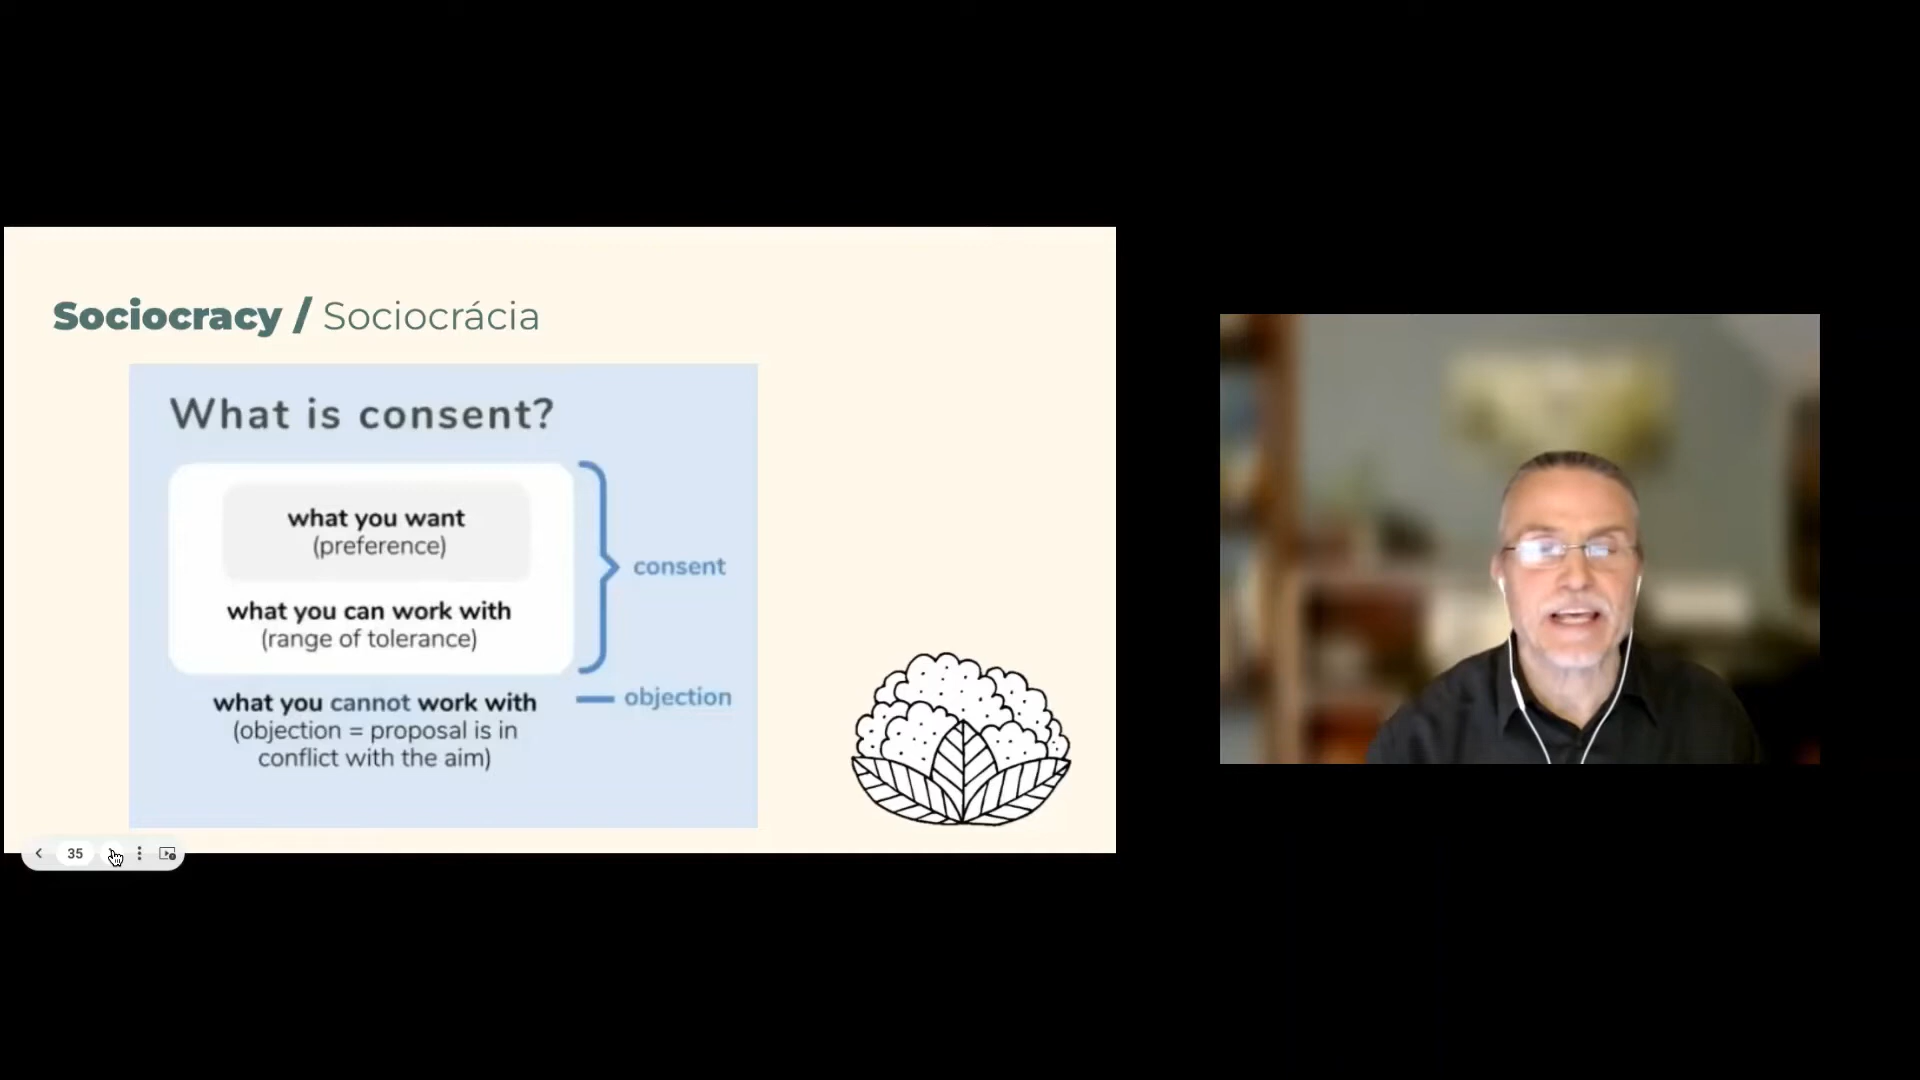 Sociocracy / Sociocrácia
What is consent?
what you want
(preference)
consent
what you can work with
(range of tolerance)
what you cannot work with
objection
(objection = proposal is in
conflict with the aim)
35